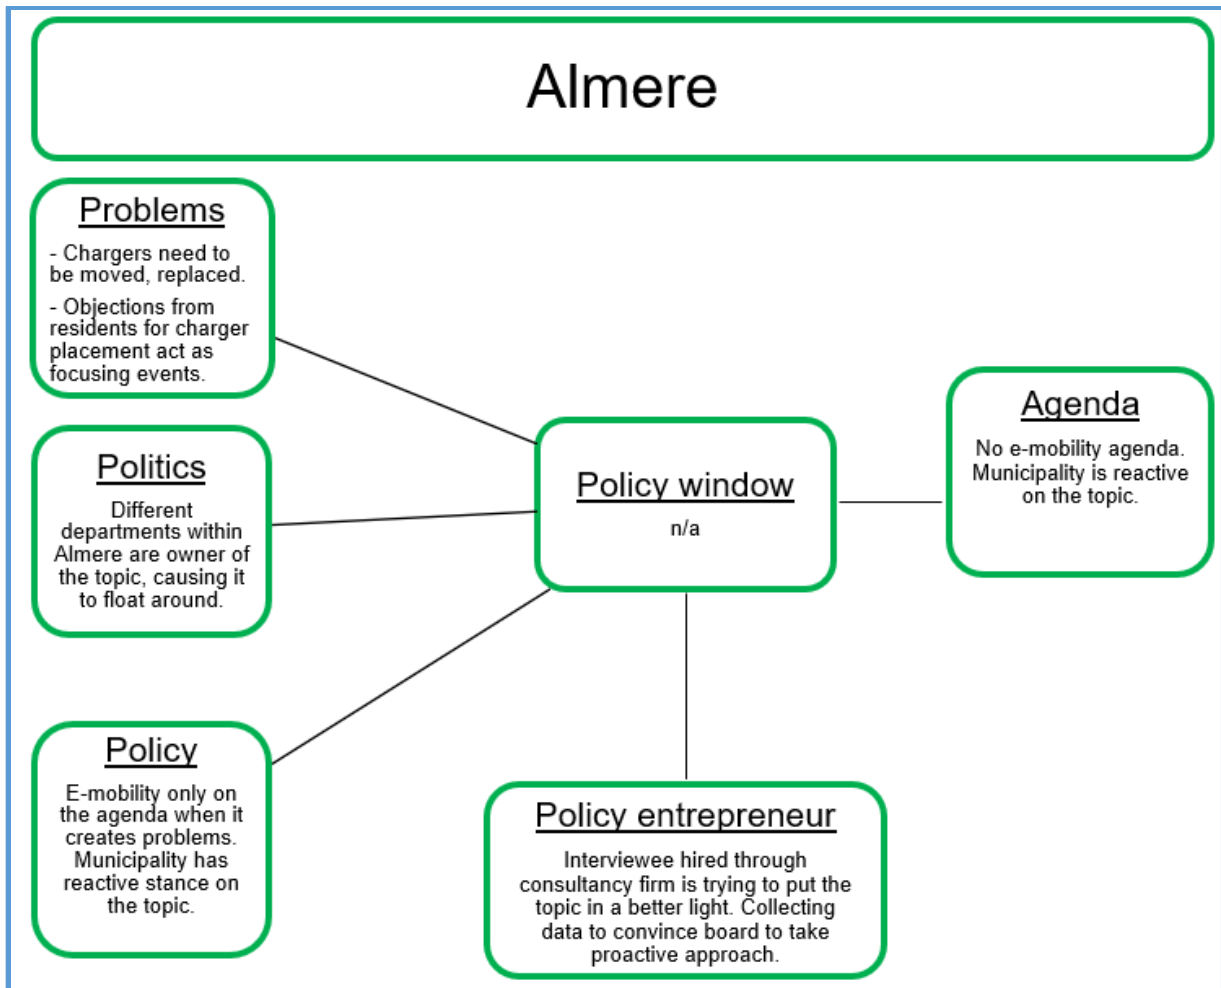 Almere
Problems
- Chargers need to
be moved, replaced.
- Objections from
residents for charger
placement act as
focusing events.
Politics
Different
departments within
Almere are owner of
the topic, causing it
to float around.
Policy
E-mobility only on
the agenda when it
creates problems.
Municipality has
reactive stance on
the topic.
Policy window
n/a
Policy entrepreneur
Interviewee hired through
consultancy firm is trying to put the
topic in a better light. Collecting
data to convince board to take
proactive approach.
Agenda
No e-mobility agenda.
Municipality is reactive
on the topic.